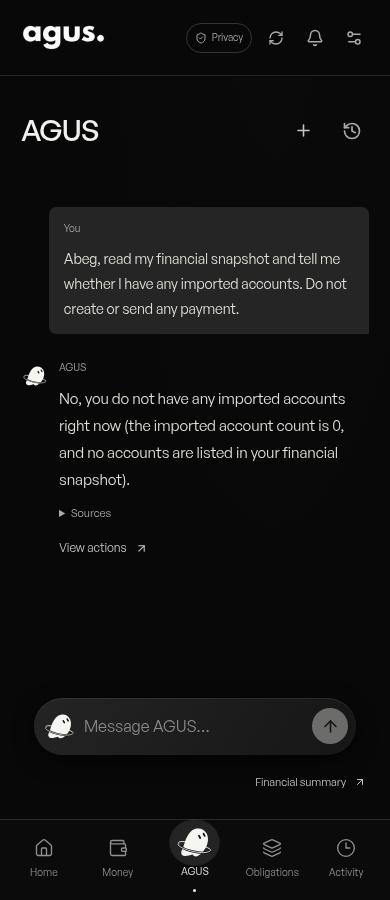 agus.
Privacy
AGUS
You
Abeg, read my financial snapshot and tell me
whether I have any imported accounts. Do not
create or send any payment.
AGUS
No, you do not have any imported accounts
right now (the imported account count is 0,
and no accounts are listed in your financial
snapshot).
Sources
View actions
Message AGUS...
Financial summary
Home
Money
AGUS
Obligations
Activity